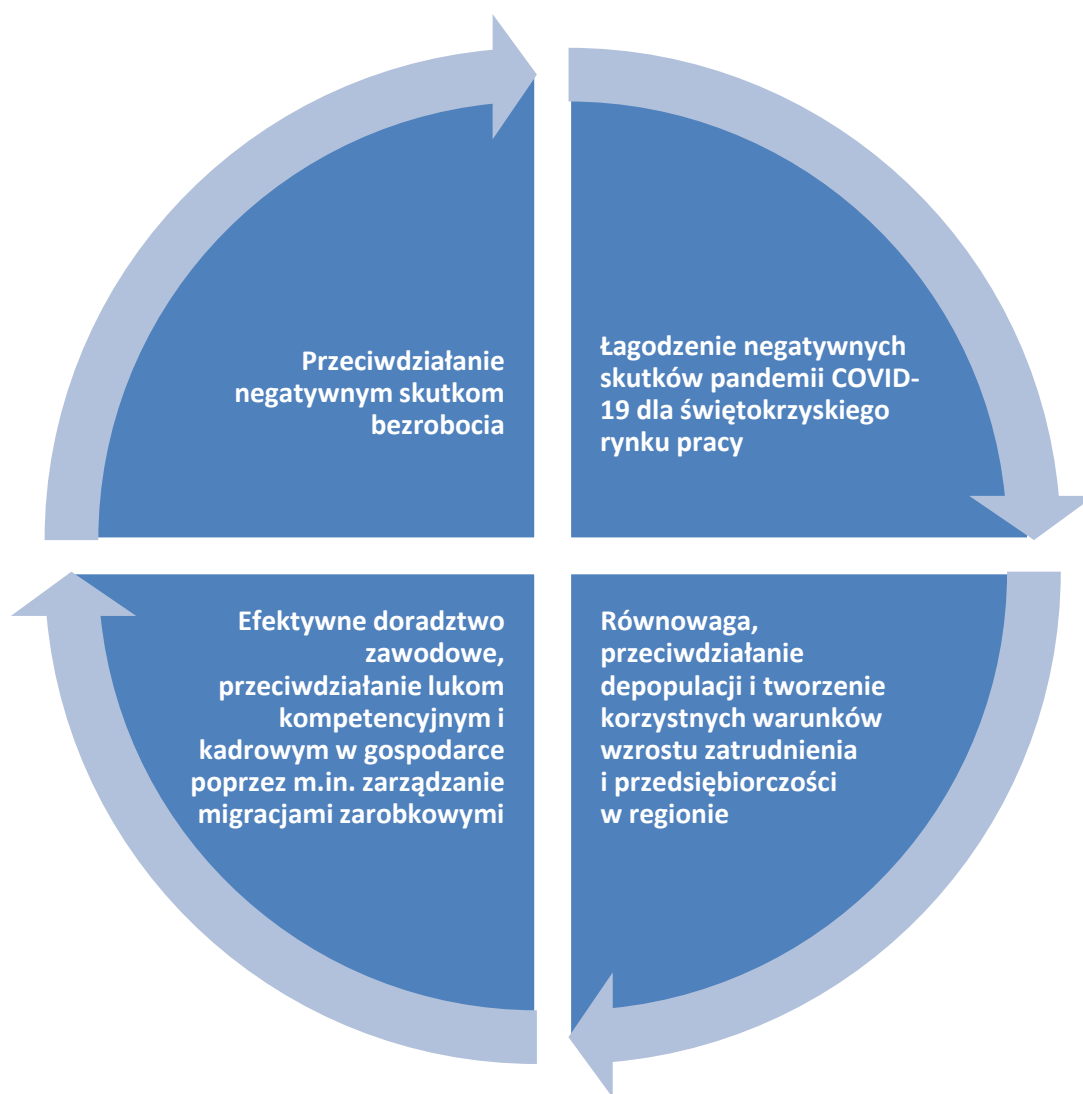 Przeciwdziałanie
negatywnym skutkom
bezrobocia
Łagodzenie negatywnych
skutków pandemii COVID-
19 dla świętokrzyskiego
rynku pracy
Efektywne doradztwo
zawodowe,
przeciwdziałanie lukom
kompetencyjnym i
kadrowym w gospodarce
poprzez m.in. zarządzanie
migracjami zarobkowymi
Równowaga,
przeciwdziałanie
depopulacji i tworzenie
korzystnych warunków
wzrostu zatrudnienia
i przedsiębiorczości
w regionie